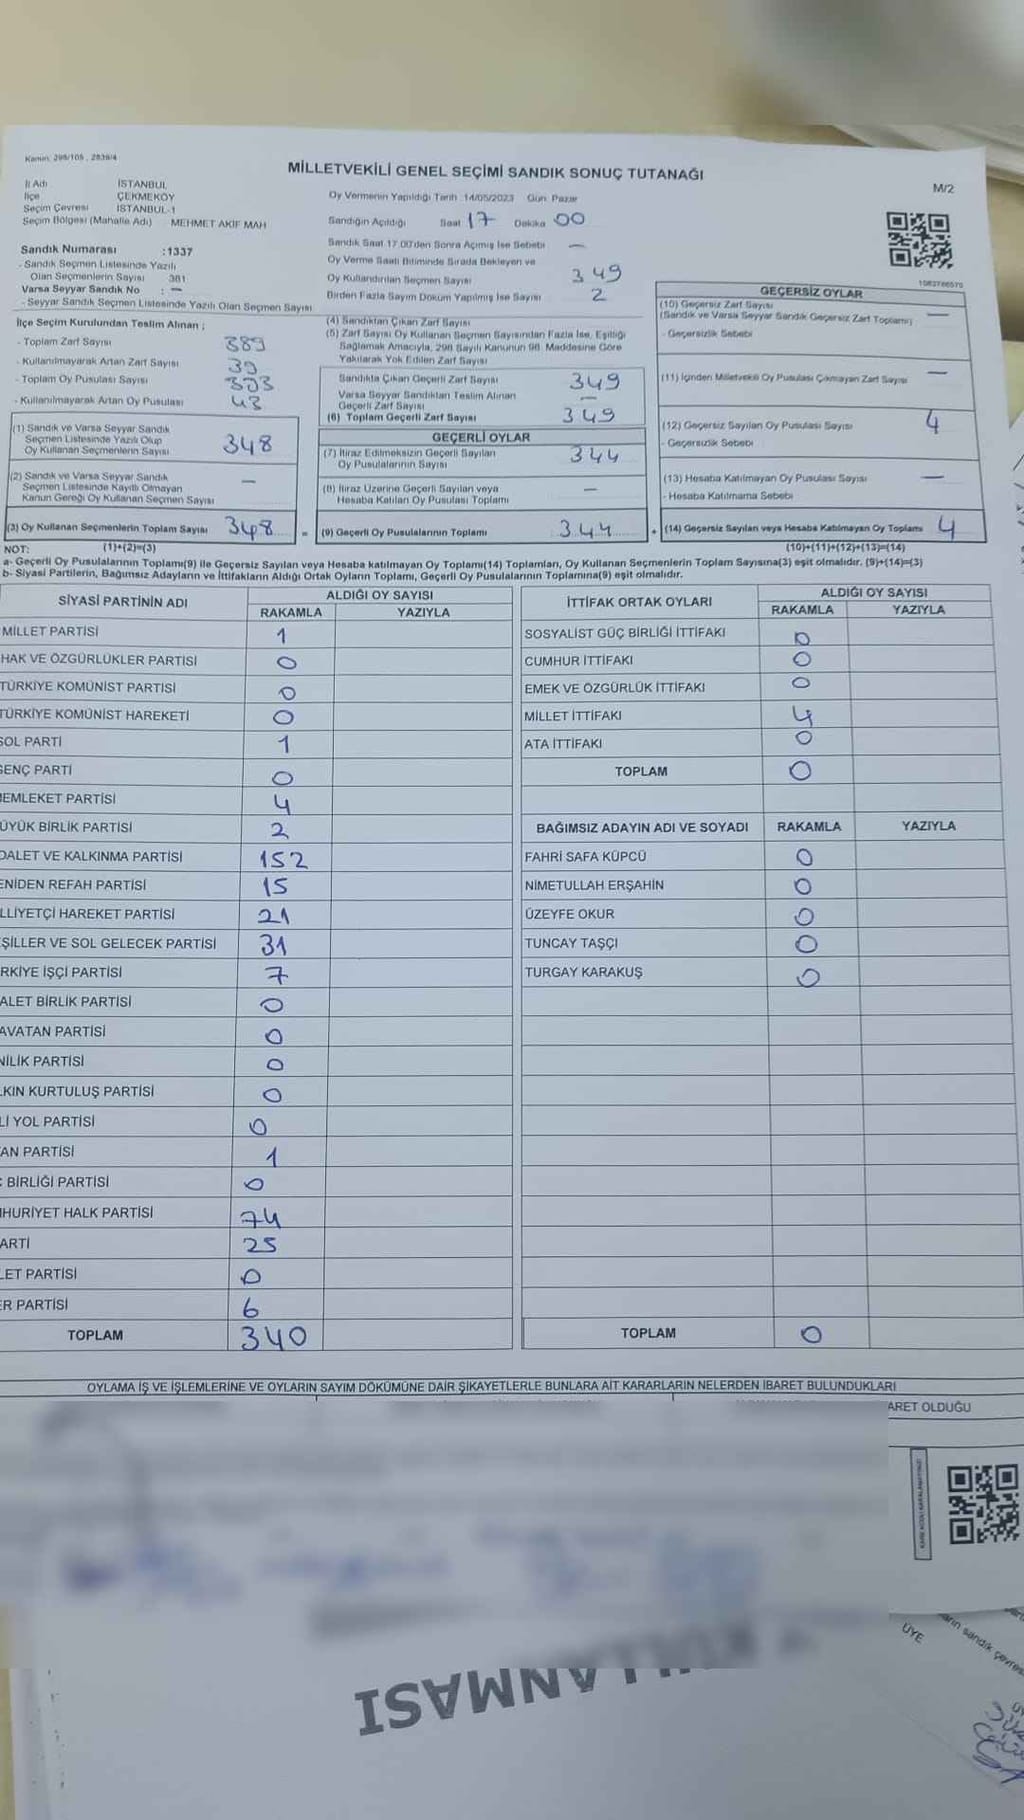 Kanun: 298/105 , 2839/4
MİLLETVEKİLİ GENEL SEÇİMİ SANDIK SONUÇ TUTANAĞI
M/2
İl Adı İSTANBUL
İlçe ÇEKMEKÖY
Seçim Çevresi İSTANBUL-1
Seçim Bölgesi (Mahalle Adı) MEHMET AKİF MAH
Oy Vermenin Yapıldığı Tarih 14/05/2023 Gün Pazar
Sandığın Açıldığı Saat 17 Dakika 00
Sandık Numarası :1337
- Sandık Seçmen Listesinde Yazılı
Olan Seçmenlerin Sayısı 381
Varsa Seyyar Sandık No : —
- Seyyar Sandık Seçmen Listesinde Yazılı Olan Seçmen Sayısı
Sandık Saat 17.00'den Sonra Açımış İse Sebebi —
Oy Verme Saati Bitiminde Sırada Bekleyen ve
Oy Kullandırılan Seçmen Sayısı 349
Birden Fazla Sayım Döküm Yapılmış İse Sayısı 2
İlçe Seçim Kurulundan Teslim Alınan ;
- Toplam Zarf Sayısı 389
- Kullanılmayarak Artan Zarf Sayısı 39
- Toplam Oy Pusulası Sayısı
- Kullanılmayarak Artan Oy Pusulası 43
(1) Sandık ve Varsa Seyyar Sandık
Seçmen Listesinde Yazılı Olup
Oy Kullanan Seçmenlerin Sayısı 348
(2) Sandık ve Varsa Seyyar Sandık
Seçmen Listesinde Kayıtlı Olmayan
Kanun Gereği Oy Kullanan Seçmen Sayısı —
(3) Oy Kullanan Seçmenlerin Toplam Sayısı 348
(1)+(2)=(3)
(4) Sandıktan Çıkan Zarf Sayısı
(5) Zarf Sayısı Oy Kullanan Seçmen Sayısından Fazla İse, Eşitliği
Sağlamak Amacıyla, 298 Sayılı Kanunun 98. Maddesine Göre
Yakılarak Yok Edilen Zarf Sayısı
Sandıkta Çıkan Geçerli Zarf Sayısı 349
Varsa Seyyar Sandıktan Teslim Alınan
Geçerli Zarf Sayısı —
(6) Toplam Geçerli Zarf Sayısı 349
GEÇERLİ OYLAR
(7) İtiraz Edilmeksizin Geçerli Sayılan
Oy Pusulalarının Sayısı 344
(8) İtiraz Üzerine Geçerli Sayılan veya
Hesaba Katılan Oy Pusulası Toplamı —
= (9) Geçerli Oy Pusulalarının Toplamı 344
1083766570
GEÇERSİZ OYLAR
(10) Geçersiz Zarf Sayısı
(Sandık ve Varsa Seyyar Sandık Geçersiz Zarf Toplamı) —
- Geçersizlik Sebebi
(11) İçinden Milletvekili Oy Pusulası Çıkmayan Zarf Sayısı —
(12) Geçersiz Sayılan Oy Pusulası Sayısı 4
- Geçersizlik Sebebi
(13) Hesaba Katılmayan Oy Pusulası Sayısı —
- Hesaba Katılmama Sebebi
+ (14) Geçersiz Sayılan veya Hesaba Katılmayan Oy Toplamı 4
(10)+(11)+(12)+(13)=(14)
NOT:
a- Geçerli Oy Pusulalarının Toplamı(9) ile Geçersiz Sayılan veya Hesaba katılmayan Oy Toplamı(14) Toplamları, Oy Kullanan Seçmenlerin Toplam Sayısına(3) eşit olmalıdır. (9)+(14)=(3)
b- Siyasi Partilerin, Bağımsız Adayların ve İttifakların Aldığı Ortak Oyların Toplamı, Geçerli Oy Pusulalarının Toplamına(9) eşit olmalıdır.
SİYASİ PARTİNİN ADI ALDIĞI OY SAYISI
RAKAMLA YAZIYLA
MİLLET PARTİSİ 1
HAK VE ÖZGÜRLÜKLER PARTİSİ 0
TÜRKİYE KOMÜNİST PARTİSİ 0
TÜRKİYE KOMÜNİST HAREKETİ 0
SOL PARTİ 1
GENÇ PARTİ 0
MEMLEKET PARTİSİ 4
ÜYÜK BİRLİK PARTİSİ 2
DALET VE KALKINMA PARTİSİ 152
ENİDEN REFAH PARTİSİ 15
LLİYETÇİ HAREKET PARTİSİ 21
ŞİLLER VE SOL GELECEK PARTİSİ 31
RKİYE İŞÇİ PARTİSİ 7
ALET BİRLİK PARTİSİ 0
AVATAN PARTİSİ 0
NİLİK PARTİSİ 0
LKIN KURTULUŞ PARTİSİ 0
Lİ YOL PARTİSİ 0
AN PARTİSİ 1
Ç BİRLİĞİ PARTİSİ 0
MHURİYET HALK PARTİSİ 74
ARTİ 25
LET PARTİSİ 0
ER PARTİSİ 6
TOPLAM 340
İTTİFAK ORTAK OYLARI ALDIĞI OY SAYISI
RAKAMLA YAZIYLA
SOSYALİST GÜÇ BİRLİĞİ İTTİFAKI 0
CUMHUR İTTİFAKI 0
EMEK VE ÖZGÜRLÜK İTTİFAKI 0
MİLLET İTTİFAKI 4
ATA İTTİFAKI 0
TOPLAM 0
BAĞIMSIZ ADAYIN ADI VE SOYADI RAKAMLA YAZIYLA
FAHRİ SAFA KÜPCÜ 0
NİMETULLAH ERŞAHİN 0
ÜZEYFE OKUR 0
TUNCAY TAŞÇI 0
TURGAY KARAKUŞ 0
TOPLAM 0
OYLAMA İŞ VE İŞLEMLERİNE VE OYLARIN SAYIM DÖKÜMÜNE DAİR ŞİKAYETLERLE BUNLARA AİT KARARLARIN NELERDEN İBARET BULUNDUKLARI
ARET OLDUĞU
KARE KODU KARALAMAYINIZ!
ÜYE
arın sandık çevres
KULLANMASI